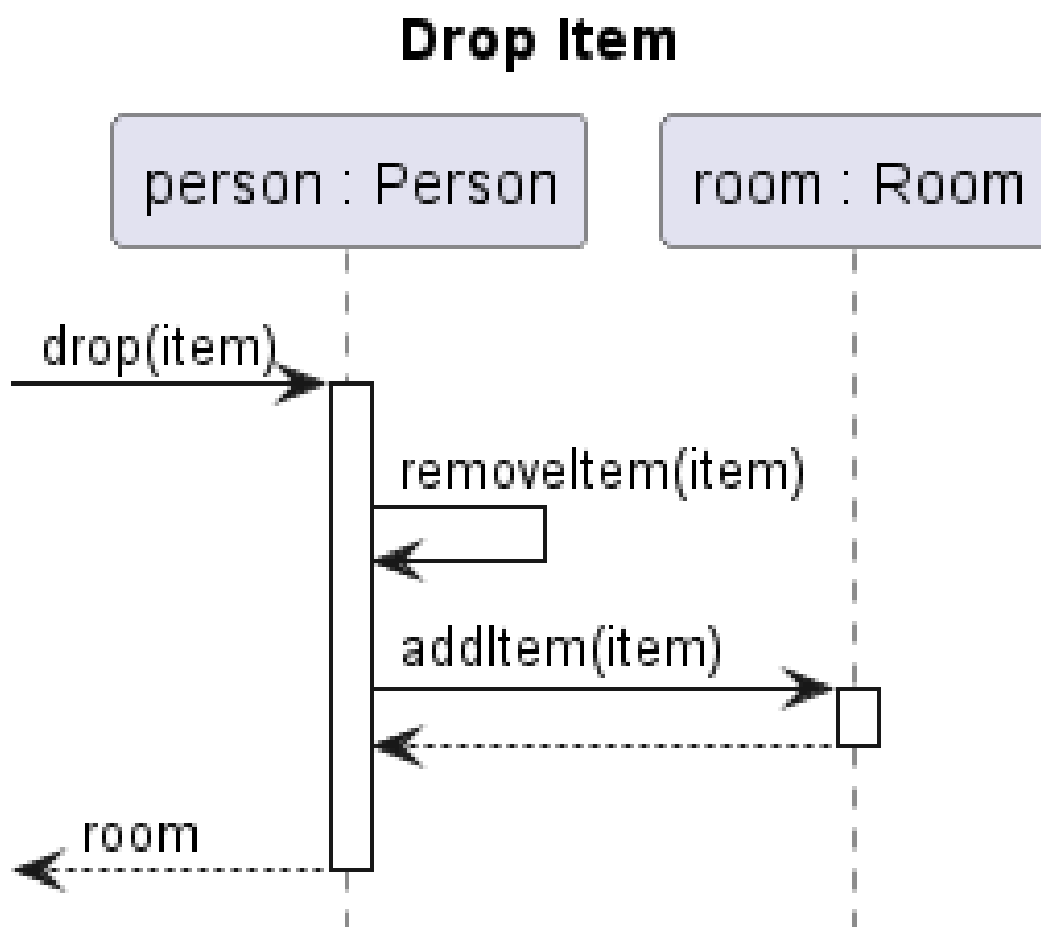 Drop Item
person : Person
room : Room
drop(item)
removeItem(item)
addItem(item)
room